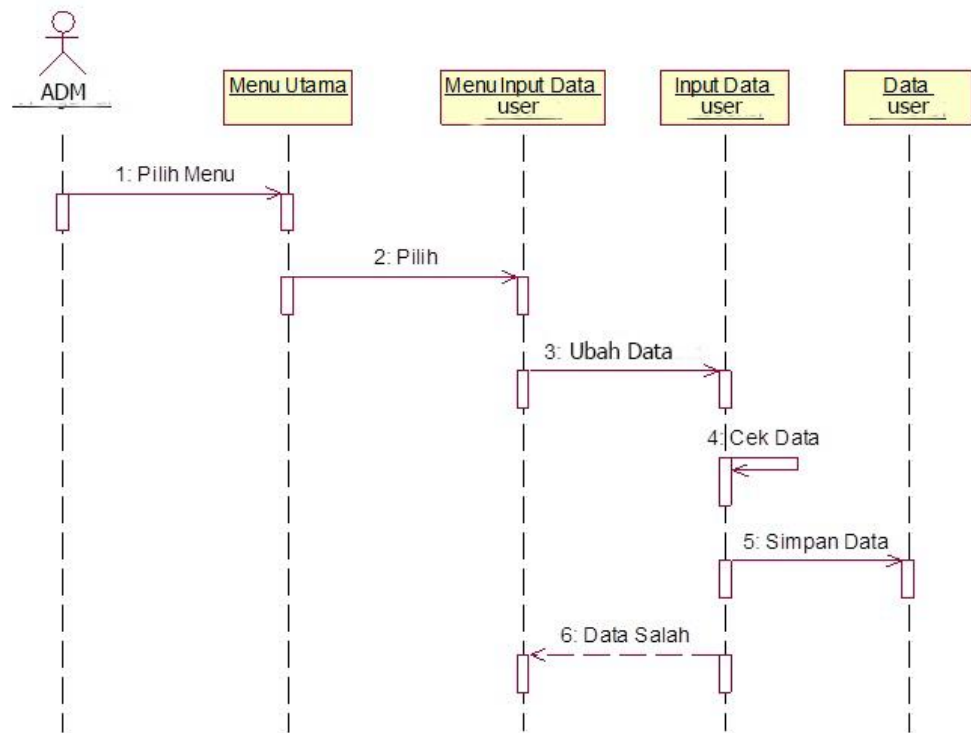 ADM
Menu Utama
Menu Input Data
user
Input Data
user
Data
user
1: Pilih Menu
2: Pilih
3: Ubah Data
4: Cek Data
5: Simpan Data
6: Data Salah